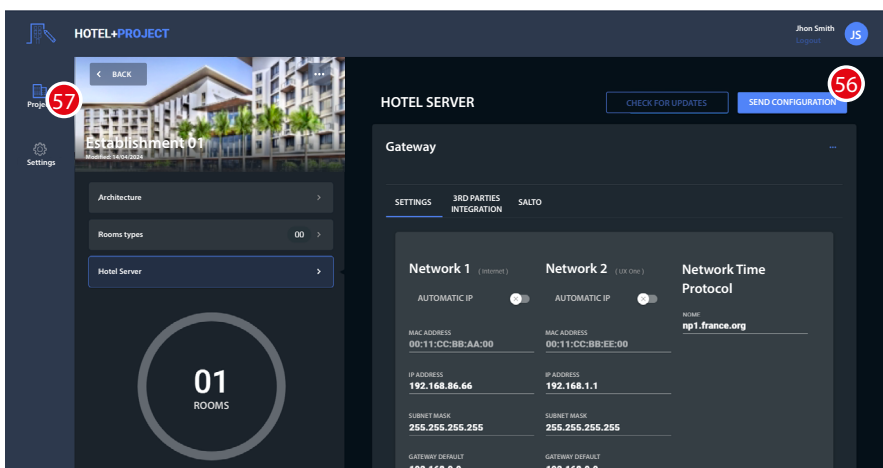 HOTEL+PROJECT
Jhon Smith
Logout
JS
BACK
...
56
57
Settings
Establishment 01
Modified: 14/04/2024
HOTEL SERVER
CHECK FOR UPDATES
SEND CONFIGURATION
Gateway
...
Architecture
Rooms types 00
Hotel Server
01
ROOMS
SETTINGS
3RD PARTIES
INTEGRATION
SALTO
Network 1 ( Internet )
AUTOMATIC IP
MAC ADDRESS
00:11:CC:BB:AA:00
IP ADDRESS
192.168.86.66
SUBNET MASK
255.255.255.255
GATEWAY DEFAULT
Network 2 ( UX One )
AUTOMATIC IP
MAC ADDRESS
00:11:CC:BB:EE:00
IP ADDRESS
192.168.1.1
SUBNET MASK
255.255.255.255
GATEWAY DEFAULT
Network Time
Protocol
NOME
np1.france.org